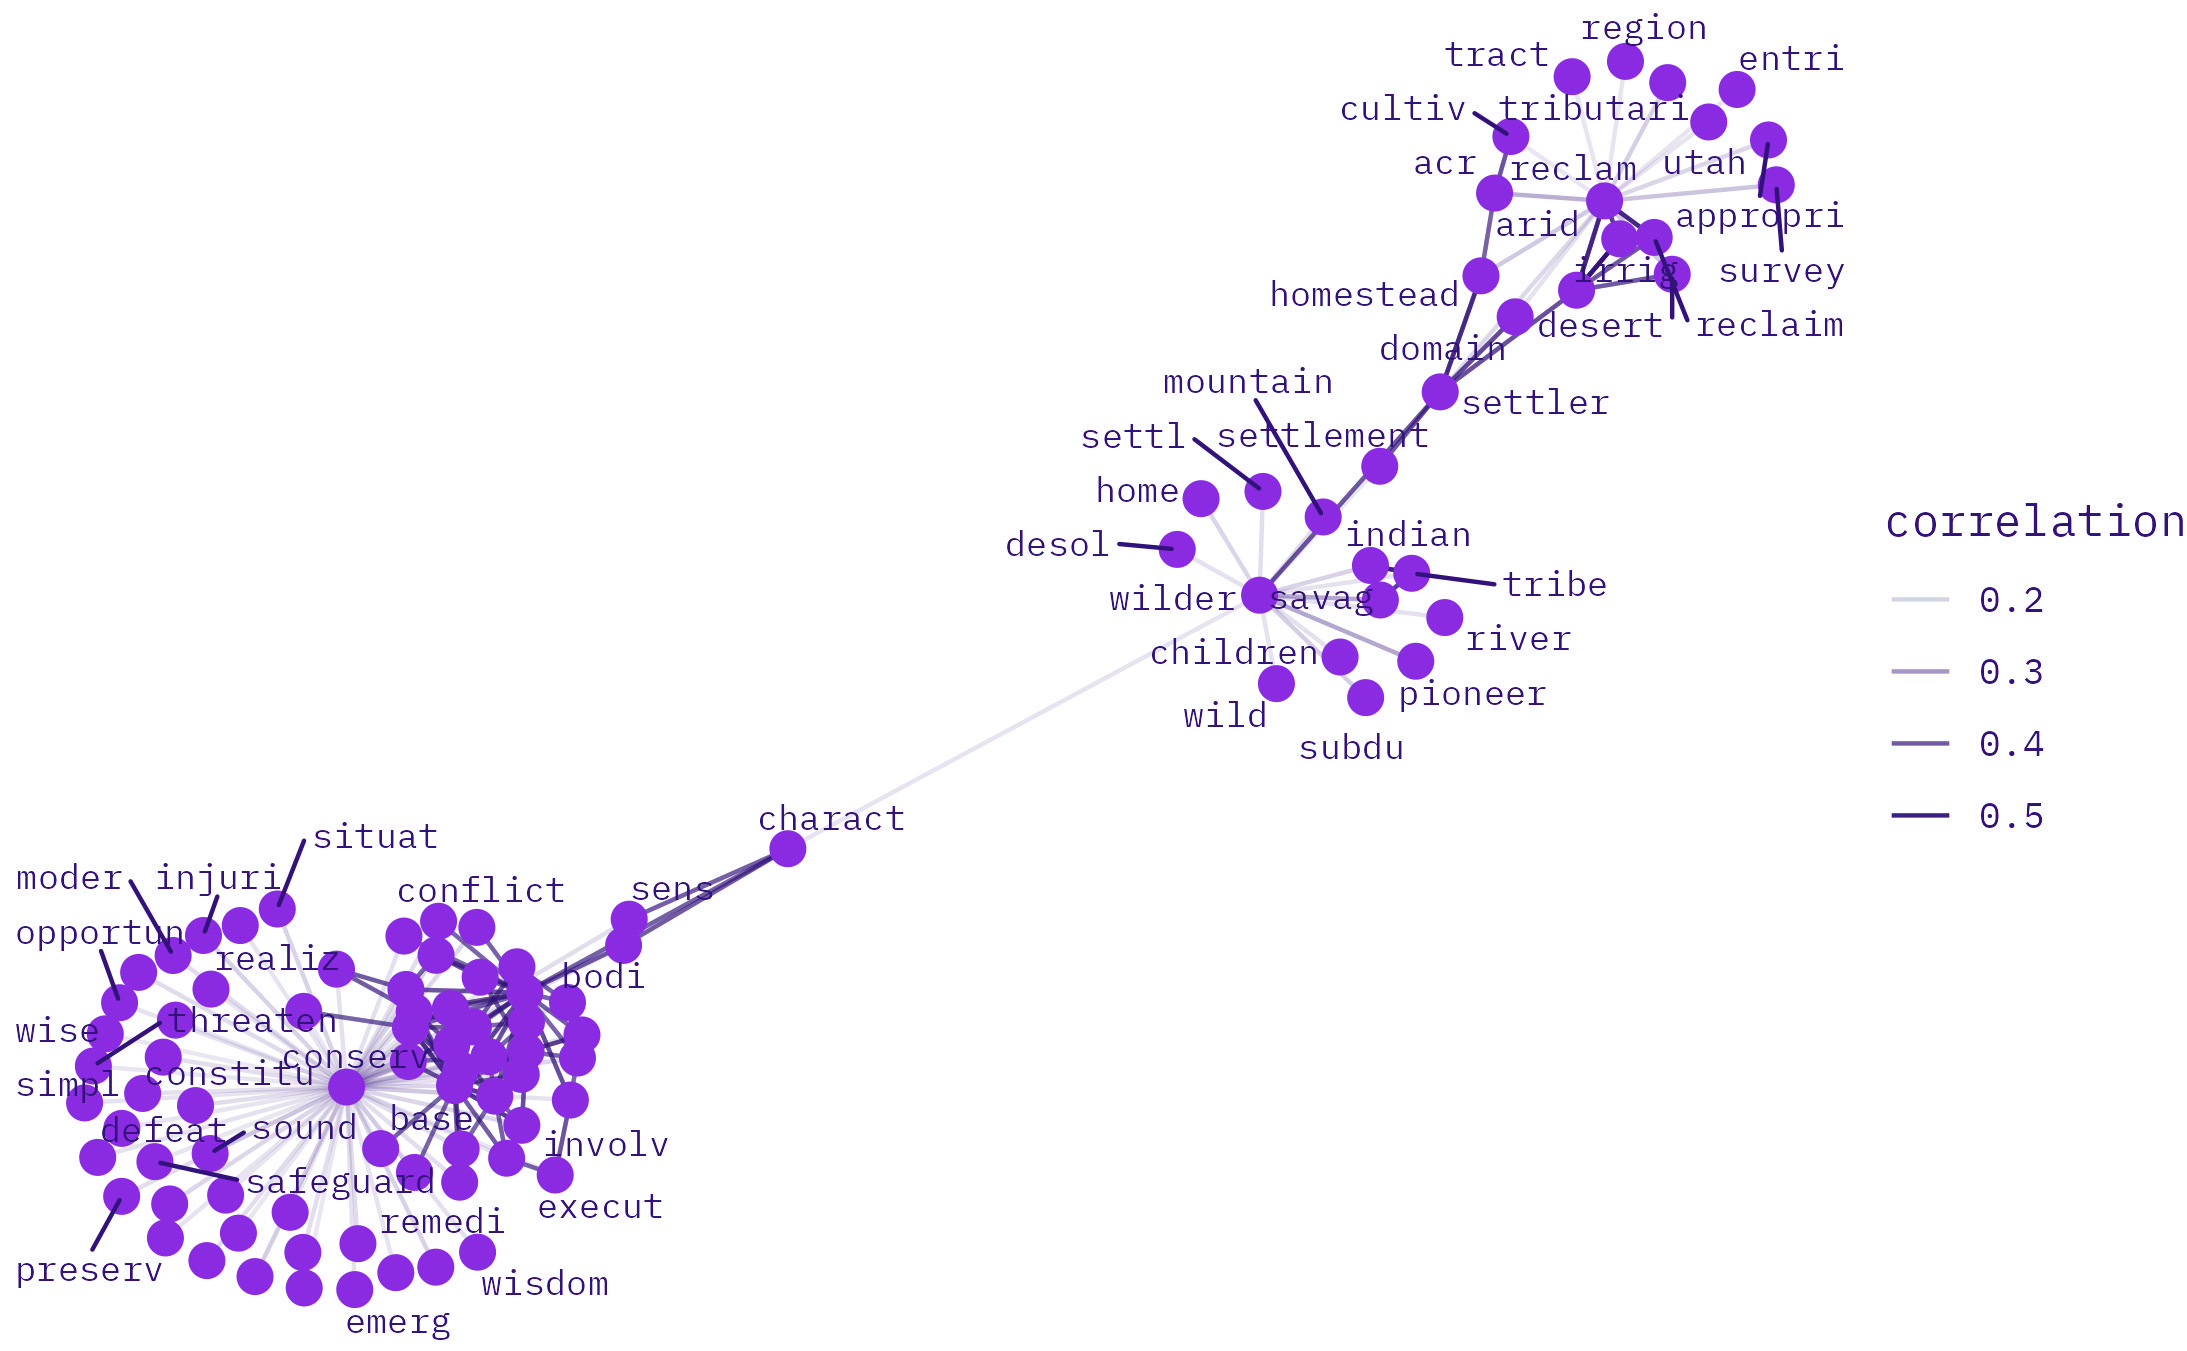 region
tract
entri
cultiv
tributari
acr
reclam
utah
arid
appropri
irrig
survey
homestead
desert
reclaim
domain
mountain
settler
settl
settlement
home
indian
desol
tribe
wilder
savag
river
children
pioneer
wild
subdu
correlation
0.2
0.3
0.4
0.5
charact
situat
moder
injuri
conflict
sens
opportun
realiz
bodi
wise
threaten
conserv
simpl
constitu
base
defeat
sound
involv
safeguard
execut
remedi
preserv
wisdom
emerg